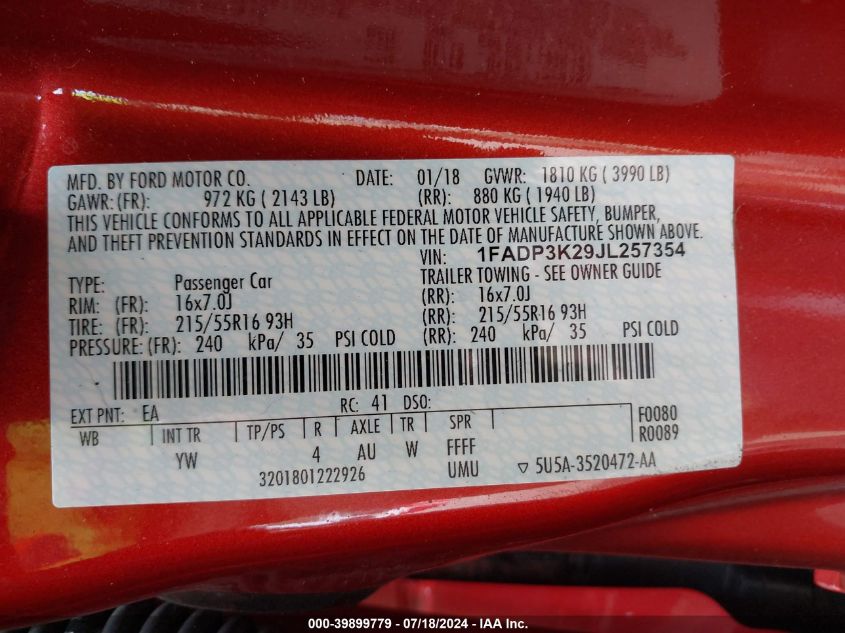 MFD. BY FORD MOTOR CO. DATE: 01/18 GVWR: 1810 KG ( 3990 LB)
GAWR: (FR): 972 KG ( 2143 LB) (RR): 880 KG ( 1940 LB)
THIS VEHICLE CONFORMS TO ALL APPLICABLE FEDERAL MOTOR VEHICLE SAFETY, BUMPER,
AND THEFT PREVENTION STANDARDS IN EFFECT ON THE DATE OF MANUFACTURE SHOWN ABOVE.
VIN: 1FADP3K29JL257354
TYPE: Passenger Car TRAILER TOWING - SEE OWNER GUIDE
RIM: (FR): 16x7.0J (RR): 16x7.0J
TIRE: (FR): 215/55R16 93H (RR): 215/55R16 93H
PRESSURE: (FR): 240 kPa/ 35 PSI COLD (RR): 240 kPa/ 35 PSI COLD
EXT PNT: EA RC: 41 DSO: F0080
WB INT TR TP/PS R AXLE TR SPR R0089
YW 4 AU W FFFF
3201801222926 UMU ▽ 5U5A-3520472-AA
000-39899779 - 07/18/2024 - IAA Inc.